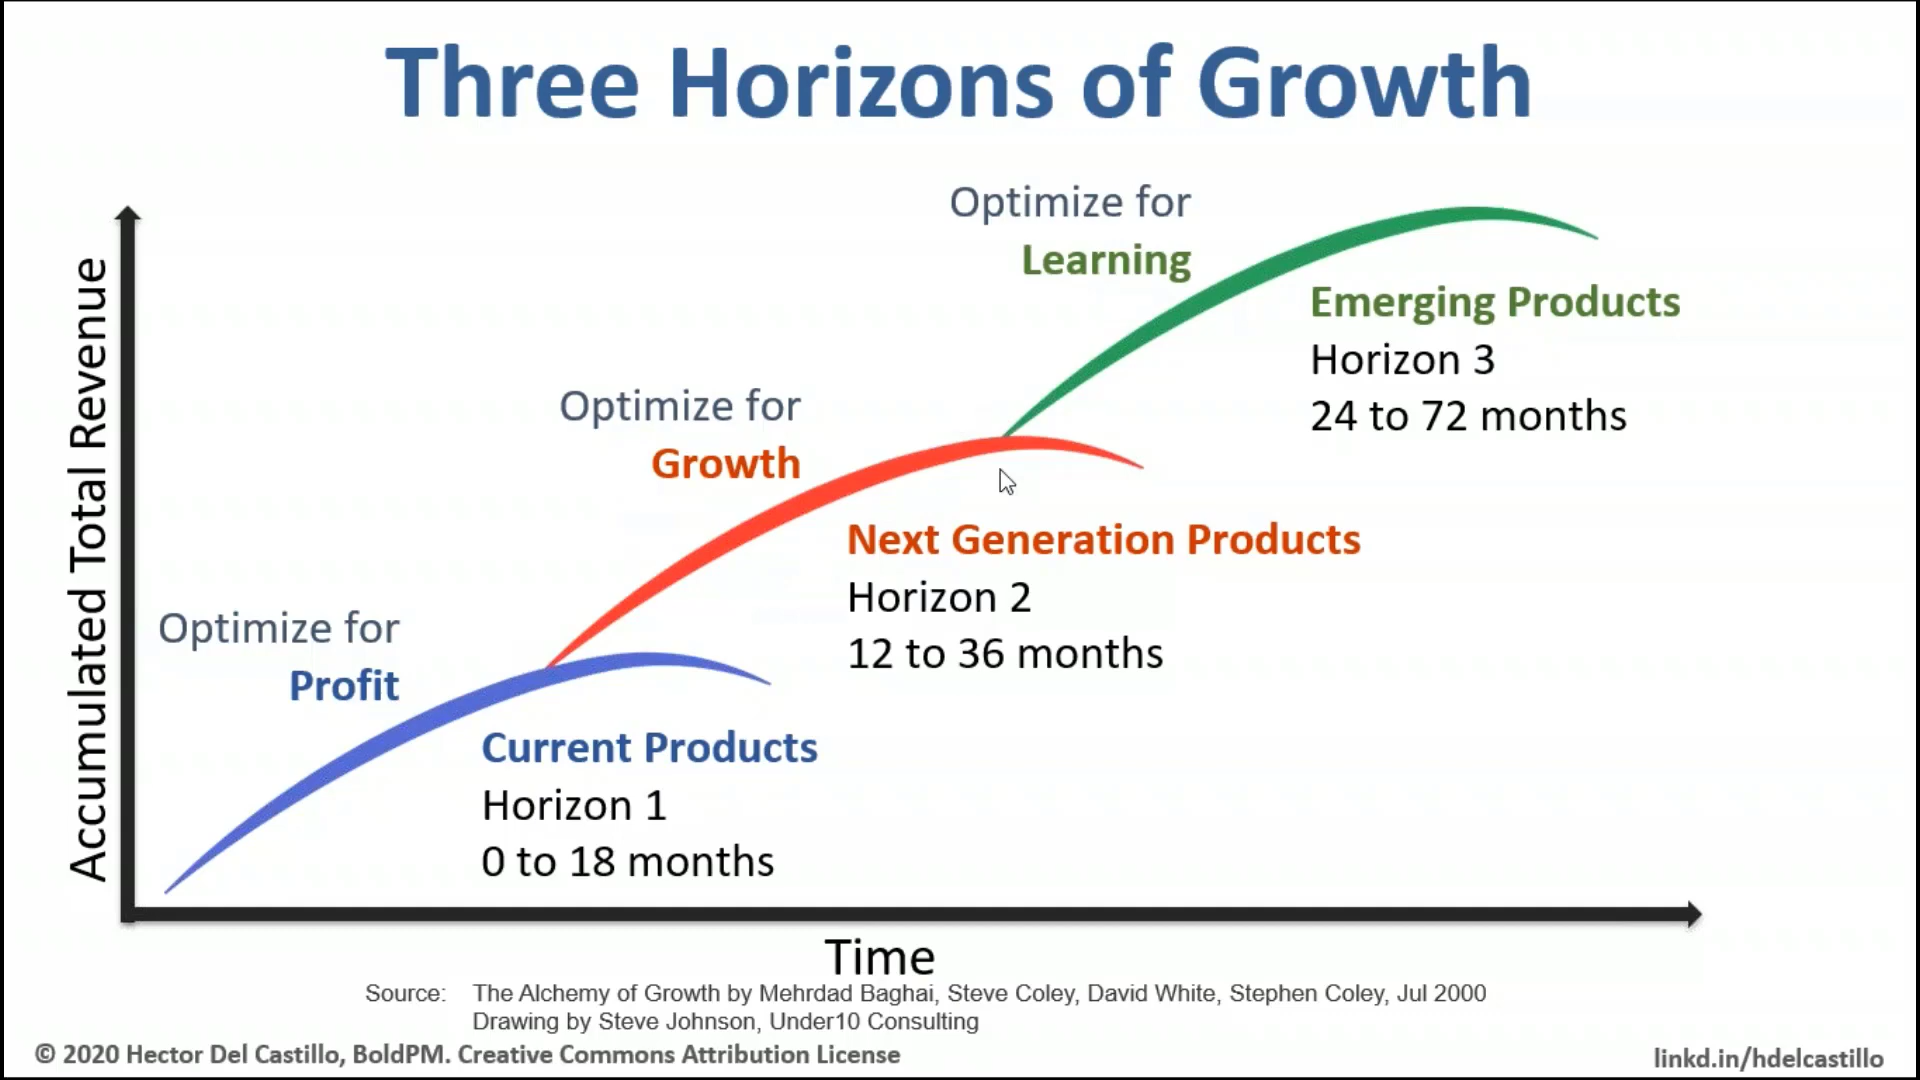 Three Horizons of Growth
Accumulated Total Revenue
Optimize for
Learning
Emerging Products
Horizon 3
24 to 72 months
Optimize for
Growth
Next Generation Products
Horizon 2
12 to 36 months
Optimize for
Profit
Current Products
Horizon 1
0 to 18 months
Time
Source: The Alchemy of Growth by Mehrdad Baghai, Steve Coley, David White, Stephen Coley, Jul 2000
Drawing by Steve Johnson, Under10 Consulting
© 2020 Hector Del Castillo, BoldPM. Creative Commons Attribution License
linkd.in/hdelcastillo